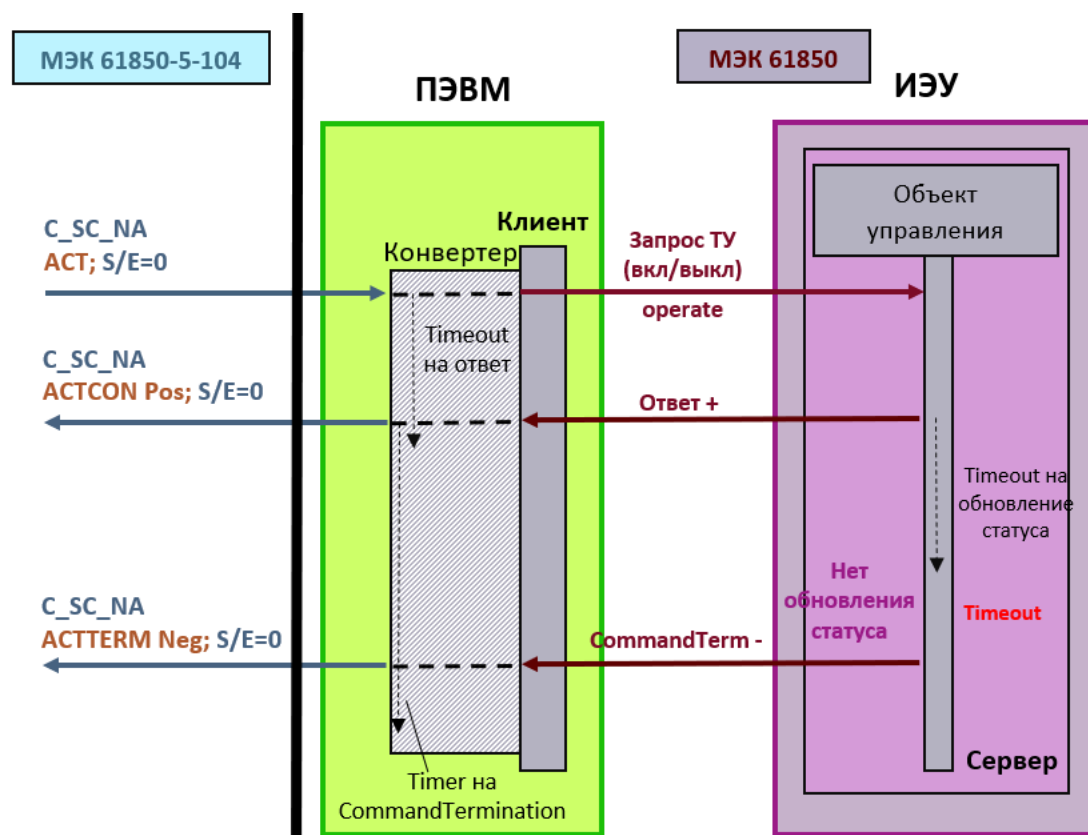 МЭК 61850-5-104
МЭК 61850
ПЭВМ
ИЭУ
Объект
управления
C_SC_NA
ACT; S/E=0
Клиент
Конвертер
Запрос ТУ
(вкл/выкл)
operate
Timeout
на ответ
C_SC_NA
ACTCON Pos; S/E=0
Ответ +
Timeout на
обновление
статуса
Нет
обновления
статуса
Timeout
C_SC_NA
ACTTERM Neg; S/E=0
CommandTerm -
Сервер
Timer на
CommandTermination